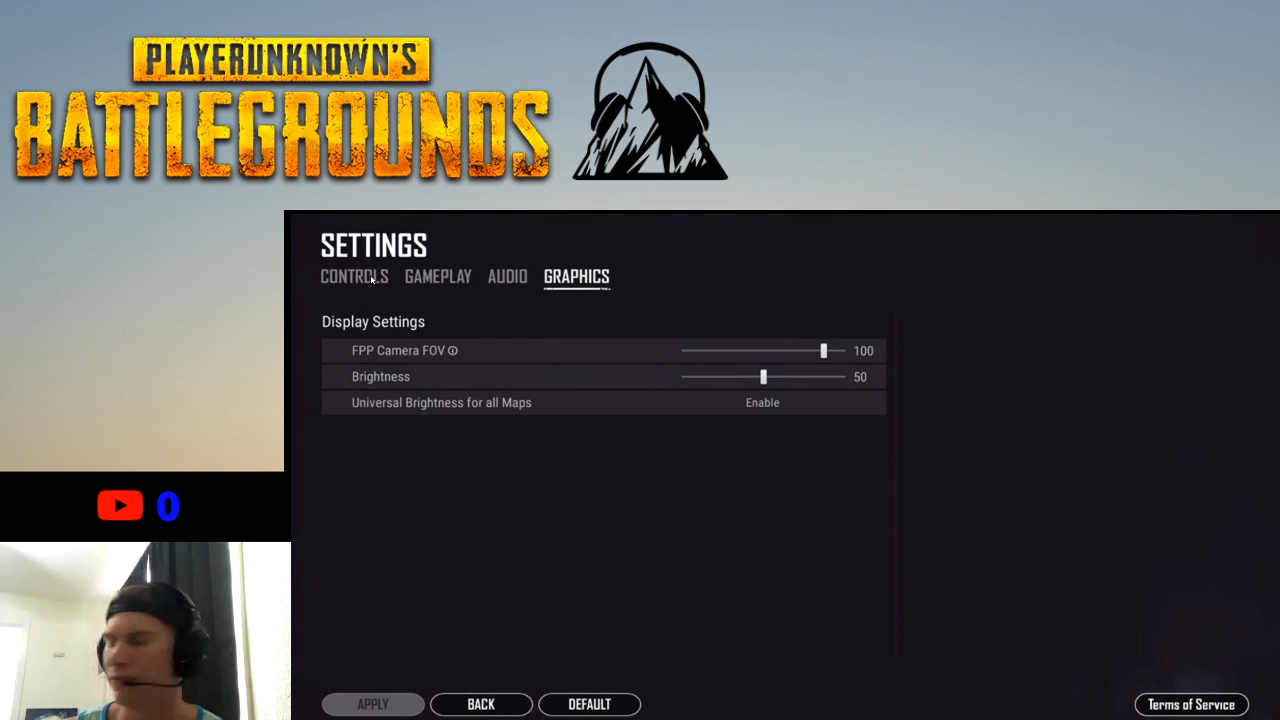 PLAYERUNKNOWN'S
BATTLEGROUNDS
SETTINGS
CONTROLS GAMEPLAY AUDIO GRAPHICS
Display Settings
FPP Camera FOV 100
Brightness 50
Universal Brightness for all Maps Enable
0
APPLY BACK DEFAULT Terms of Service